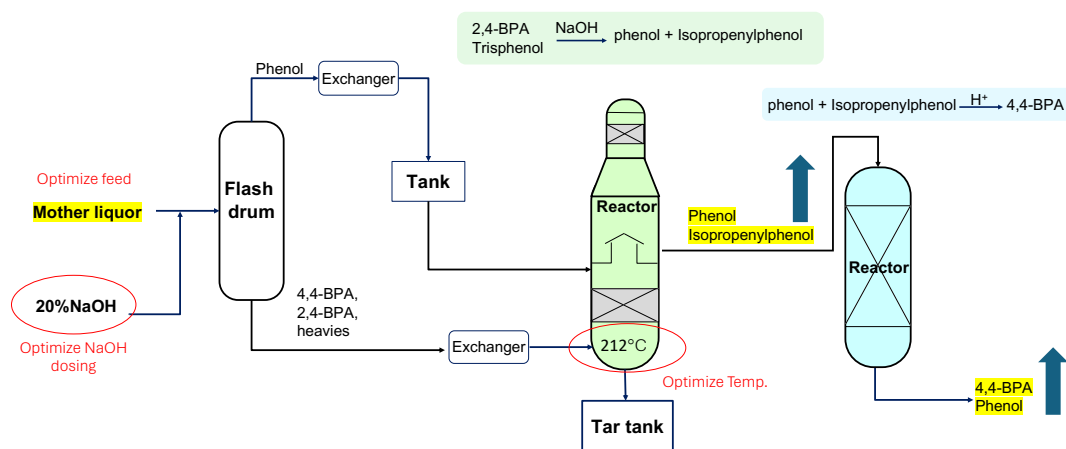 2,4-BPA
Trisphenol
NaOH
phenol + Isopropenylphenol
Phenol
Exchanger
phenol + Isopropenylphenol
H⁺
4,4-BPA
Optimize feed
Mother liquor
Flash
drum
Tank
Reactor
Phenol
Isopropenylphenol
Reactor
20%NaOH
Optimize NaOH
dosing
4,4-BPA,
2,4-BPA,
heavies
Exchanger
212°C
Optimize Temp.
4,4-BPA
Phenol
Tar tank